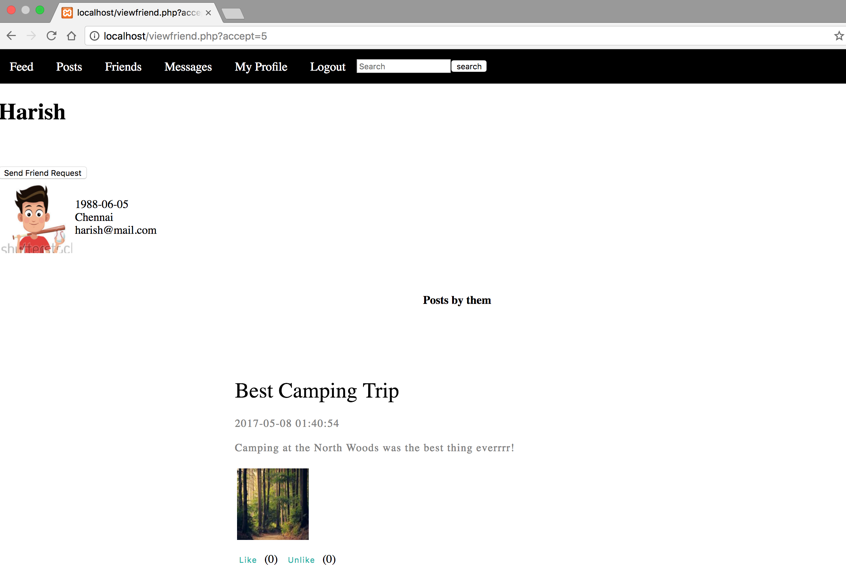 localhost/viewfriend.php?acce
localhost/viewfriend.php?accept=5
Feed Posts Friends Messages My Profile Logout Search search
Harish
Send Friend Request
1988-06-05
Chennai
harish@mail.com
Posts by them
Best Camping Trip
2017-05-08 01:40:54
Camping at the North Woods was the best thing everrrr!
Like (0) Unlike (0)